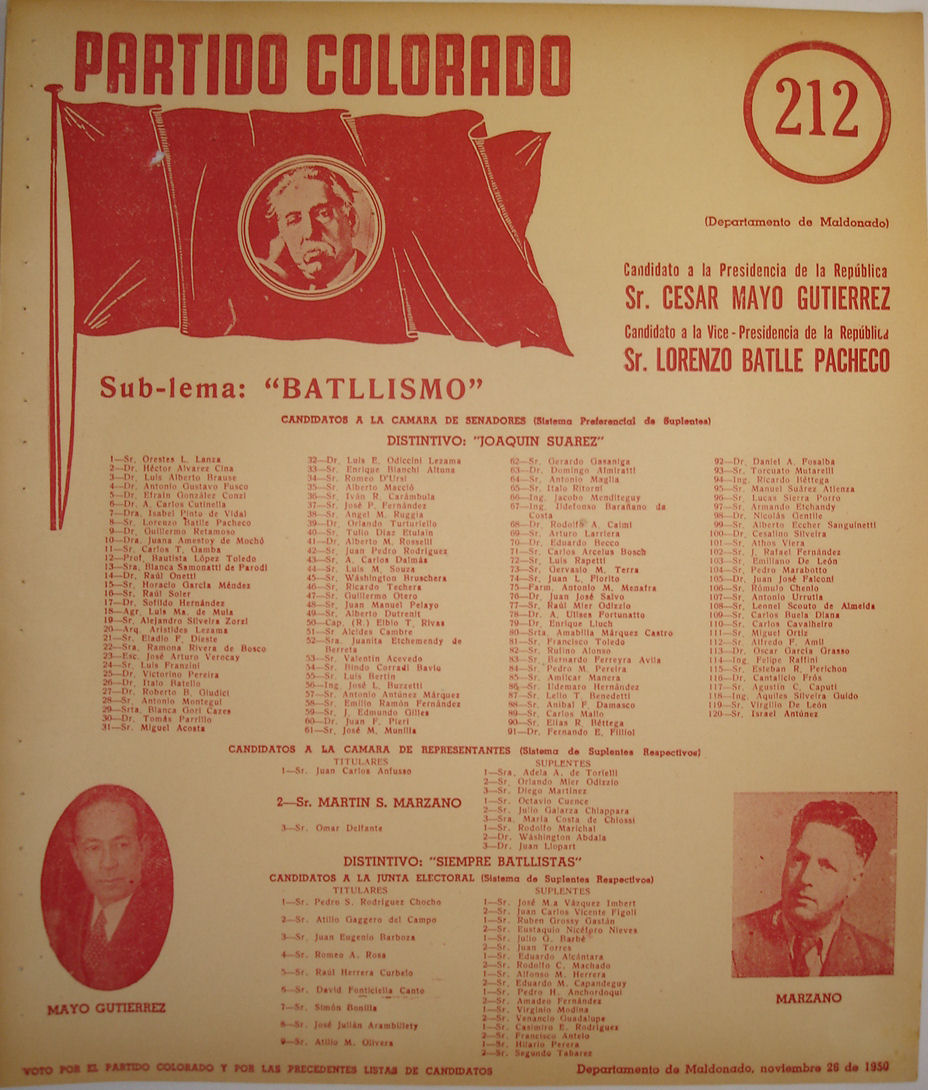 PARTIDO COLORADO
212
(Departamento de Maldonado)
Candidato a la Presidencia de la República
Sr. CESAR MAYO GUTIERREZ
Candidato a la Vice-Presidencia de la República
Sr. LORENZO BATLLE PACHECO
Sub-lema: "BATLLISMO"
CANDIDATOS A LA CAMARA DE SENADORES (Sistema Preferencial de Suplentes)
DISTINTIVO: "JOAQUIN SUAREZ"
1—Sr. Orestes L. Lanza
2—Dr. Héctor Alvarez Cina
3—Dr. Luis Alberto Brause
4—Dr. Antonio Gustavo Fusco
5—Dr. Efraín González Conzi
6—Dr. A. Carlos Cutinella
7—Dra. Isabel Pinto de Vidal
8—Sr. Lorenzo Batlle Pacheco
9—Dr. Guillermo Retamoso
10—Dra. Juana Amestoy de Mochó
11—Sr. Carlos T. Gamba
12—Prof. Bautista López Toledo
13—Sra. Blanca Samonatti de Parodi
14—Dr. Raúl Onetti
15—Sr. Horacio García Méndez
16—Sr. Raúl Soler
17—Dr. Sofildo Hernández
18—Agr. Luis Ma. de Mula
19—Sr. Alejandro Silveira Zorzi
20—Arq. Arístides Lezama
21—Sr. Eladio F. Dieste
22—Sra. Ramona Rivera de Bosco
23—Esc. José Arturo Verocay
24—Sr. Luis Franzini
25—Dr. Victorino Pereira
26—Dr. Italo Batello
27—Dr. Roberto B. Giudici
28—Sr. Antonio Montegui
29—Srta. Blanca Gori Cazes
30—Dr. Tomás Parrillo
31—Sr. Miguel Acosta
32—Dr. Luis E. Odiccini Lezama
33—Sr. Enrique Bianchi Altuna
34—Sr. Romeo D'Ursi
35—Sr. Alberto Macció
36—Sr. Iván R. Carámbula
37—Sr. José P. Fernández
38—Sr. Angel M. Ruggia
39—Dr. Orlando Turturiello
40—Sr. Tulio Díaz Etulain
41—Dr. Alberto M. Rosselli
42—Sr. Juan Pedro Rodríguez
43—Sr. A. Carlos Dalmás
44—Sr. Luis M. Souza
45—Sr. Wáshington Bruschera
46—Sr. Ricardo Techera
47—Sr. Guillermo Otero
48—Sr. Juan Manuel Pelayo
49—Sr. Alberto Dutrenit
50—Cap. (R.) Elbio T. Rivas
51—Sr Alcides Cambre
52—Sra. Juanita Etchemendy de
Berreta
53—Sr. Valentín Acevedo
54—Sr. Bindo Corradi Bavio
55—Sr. Luis Bertin
56—Ing. José L. Buzzetti
57—Sr. Antonio Antúnez Márquez
58—Sr. Emilio Ramón Fernández
59—Sr. J. Edmundo Gilles
60—Dr. Juan F. Pieri
61—Sr. José M. Munilla
62—Sr. Gerardo Gasaniga
63—Dr. Domingo Almiratti
64—Sr. Antonio Maglia
65—Sr. Italo Ritorni
66—Ing. Jacobo Menditeguy
67—Ing. Ildefonso Barañano da
Costa
68—Dr. Rodolfo A. Caimi
69—Sr. Arturo Larriera
70—Dr. Eduardo Becco
71—Sr. Carlos Arcelus Bosch
72—Sr. Luis Rapetti
73—Sr. Gervasio M. Terra
74—Sr. Juan L. Fiorito
75—Farm. Antonio M. Menafra
76—Dr. Juan José Salvo
77—Sr. Raúl Mier Odizzio
78—Dr. A. Ulises Fortunatto
79—Dr. Enrique Lluch
80—Srta. Amabilia Márquez Castro
81—Sr. Francisco Toledo
82—Sr. Rufino Alonso
83—Sr. Bernardo Ferreyra Avila
84—Sr. Pedro M. Pereira
85—Sr. Amílcar Manera
86—Sr. Ildemaro Hernández
87—Sr. Lelio T. Benedetti
88—Sr. Aníbal F. Damasco
89—Sr. Carlos Mallo
90—Sr. Elías R. Béttega
91—Dr. Fernando E. Filliol
92—Dr. Daniel A. Fosalba
93—Sr. Torcuato Mutarelli
94—Ing. Ricardo Béttega
95—Sr. Manuel Suárez Atienza
96—Sr. Lucas Sierra Porro
97—Sr. Armando Etchandy
98—Dr. Nicolás Gentile
99—Sr. Alberto Eccher Sanguinetti
100—Dr. Cesalino Silveira
101—Sr. Athos Viera
102—Sr. J. Rafael Fernández
103—Sr. Emiliano De León
104—Sr. Pedro Marabotto
105—Dr. Juan José Falconi
106—Sr. Rómulo Chenlo
107—Sr. Antonio Urrutia
108—Sr. Leonel Scouto de Almeida
109—Sr. Carlos Buela Diana
110—Sr. Carlos Cavalheiro
111—Sr. Miguel Ortiz
112—Sr. Alfredo F. Amil
113—Dr. Oscar García Grasso
114—Ing. Felipe Raffini
115—Sr. Esteban R. Perichon
116—Dr. Cantalicio Frós
117—Sr. Agustín C. Caputi
118—Ing. Aquiles Silveira Guido
119—Sr. Virgilio De León
120—Sr. Israel Antúnez
CANDIDATOS A LA CAMARA DE REPRESENTANTES (Sistema de Suplentes Respectivos)
TITULARES
1—Sr. Juan Carlos Anfusso
2—Sr. MARTIN S. MARZANO
3—Sr. Omar Delfante
SUPLENTES
1—Sra. Adela A. de Torielli
2—Sr. Orlando Mier Odizzio
3—Sr. Diego Martínez
1—Sr. Octavio Cuence
2—Sr. Julio Galarza Chiappara
3—Sra. María Costa de Chiossi
1—Sr. Rodolfo Marichal
2—Dr. Wáshington Abdala
3—Dr. Juan Llopart
DISTINTIVO: "SIEMPRE BATLLISTAS"
CANDIDATOS A LA JUNTA ELECTORAL (Sistema de Suplentes Respectivos)
TITULARES
1—Sr. Pedro S. Rodríguez Chocho
2—Sr. Atilio Gaggero del Campo
3—Sr. Juan Eugenio Barboza
4—Sr. Romeo A. Rosa
5—Sr. Raúl Herrera Curbelo
6—Sr. David Fonticiella Canto
7—Sr. Simón Bonilla
8—Sr. José Julián Arambillety
9—Sr. Atilio M. Olivera
SUPLENTES
1—Sr. José M.a Vázquez Imbert
2—Sr. Juan Carlos Vicente Figoli
1—Sr. Ruben Grossy Gastán
2—Sr. Eustaquio Nicéforo Nieves
1—Sr. Julio G. Barbé
2—Sr. Juan Torres
1—Sr. Eduardo Alcántara
2—Sr. Rodolfo C. Machado
1—Sr. Alfonso M. Herrera
2—Sr. Eduardo M. Capandeguy
1—Sr. Pedro H. Anchordoqui
2—Sr. Amadeo Fernández
1—Sr. Virginio Modina
2—Sr. Venancio Guadalupe
1—Sr. Casimiro E. Rodríguez
2—Sr. Francisco Antelo
1—Sr. Hilario Perera
2—Sr. Segundo Tabarez
MAYO GUTIERREZ
MARZANO
VOTO POR EL PARTIDO COLORADO Y POR LAS PRECEDENTES LISTAS DE CANDIDATOS
Departamento de Maldonado, noviembre 26 de 1950